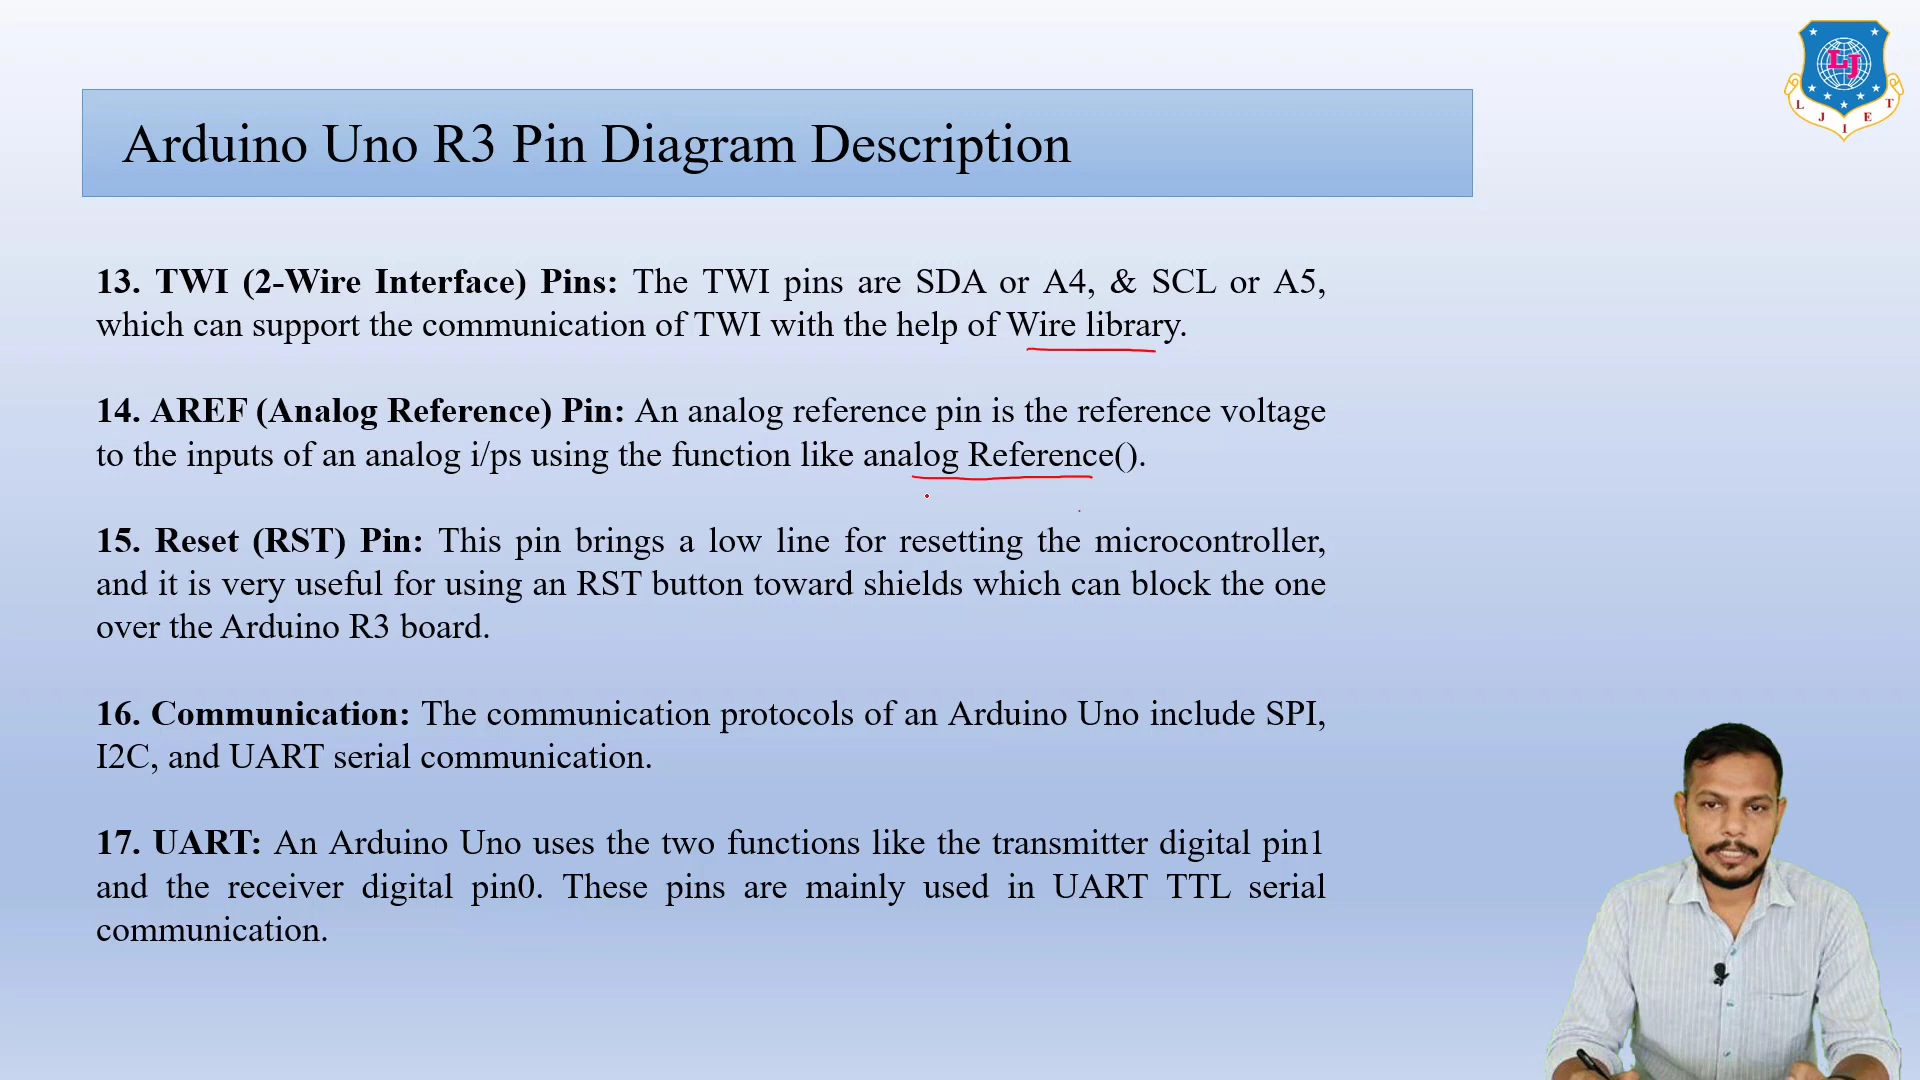 Arduino Uno R3 Pin Diagram Description
LJ
L J I E T
13. TWI (2-Wire Interface) Pins: The TWI pins are SDA or A4, & SCL or A5,
which can support the communication of TWI with the help of Wire library.
14. AREF (Analog Reference) Pin: An analog reference pin is the reference voltage
to the inputs of an analog i/ps using the function like analog Reference().
15. Reset (RST) Pin: This pin brings a low line for resetting the microcontroller,
and it is very useful for using an RST button toward shields which can block the one
over the Arduino R3 board.
16. Communication: The communication protocols of an Arduino Uno include SPI,
I2C, and UART serial communication.
17. UART: An Arduino Uno uses the two functions like the transmitter digital pin1
and the receiver digital pin0. These pins are mainly used in UART TTL serial
communication.